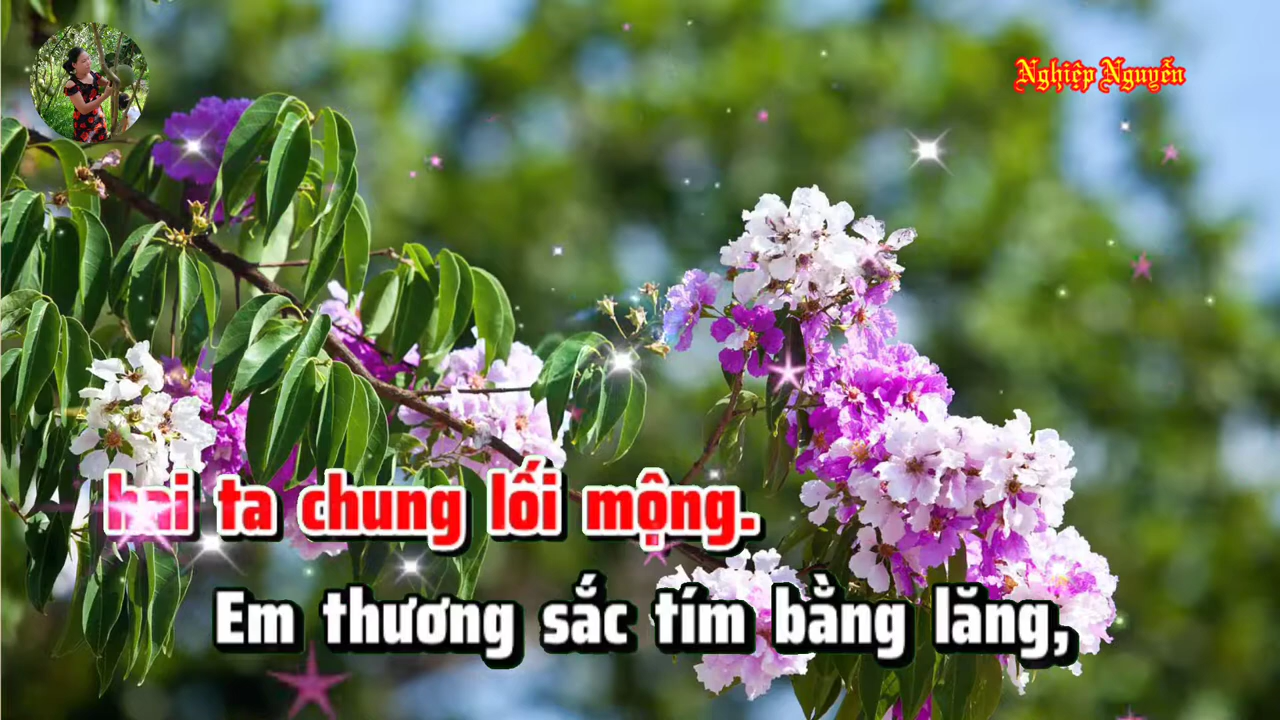 Nghiệp Nguyễn
hai ta chung lối mộng.
Em thương sắc tím bằng lăng,